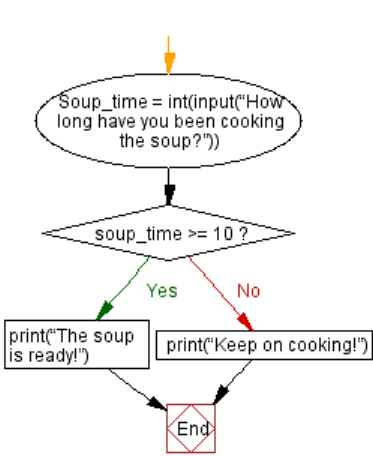 Soup_time = int(input(“How
long have you been cooking
the soup?”))
soup_time >= 10 ?
Yes
No
print(“The soup
is ready!”)
print(“Keep on cooking!”)
End